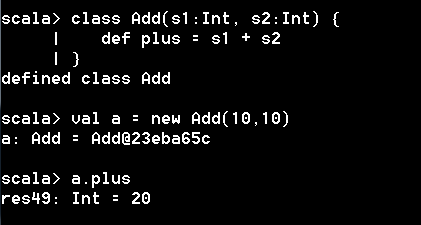 scala> class Add(s1:Int, s2:Int) {
     |    def plus = s1 + s2
     | }
defined class Add
scala> val a = new Add(10,10)
a: Add = Add@23eba65c
scala> a.plus
res49: Int = 20